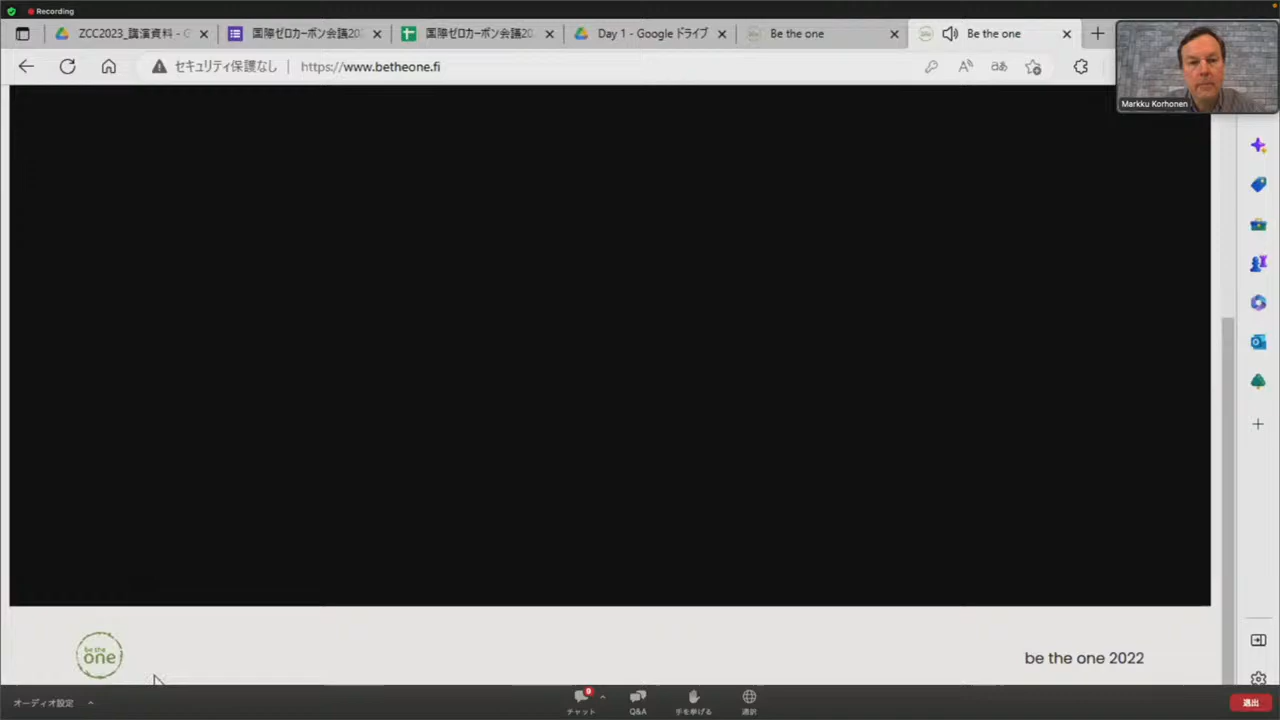 Recording
ZCC2023_講演資料 - G
国際ゼロカーボン会議20
国際ゼロカーボン会議20
Day 1 - Google ドライブ
Be the one
Be the one
セキュリティ保護なし
https://www.betheone.fi
Markku Korhonen
be the
one
be the one 2022
オーディオ設定
9
チャット
Q&A
手を挙げる
通訳
退出